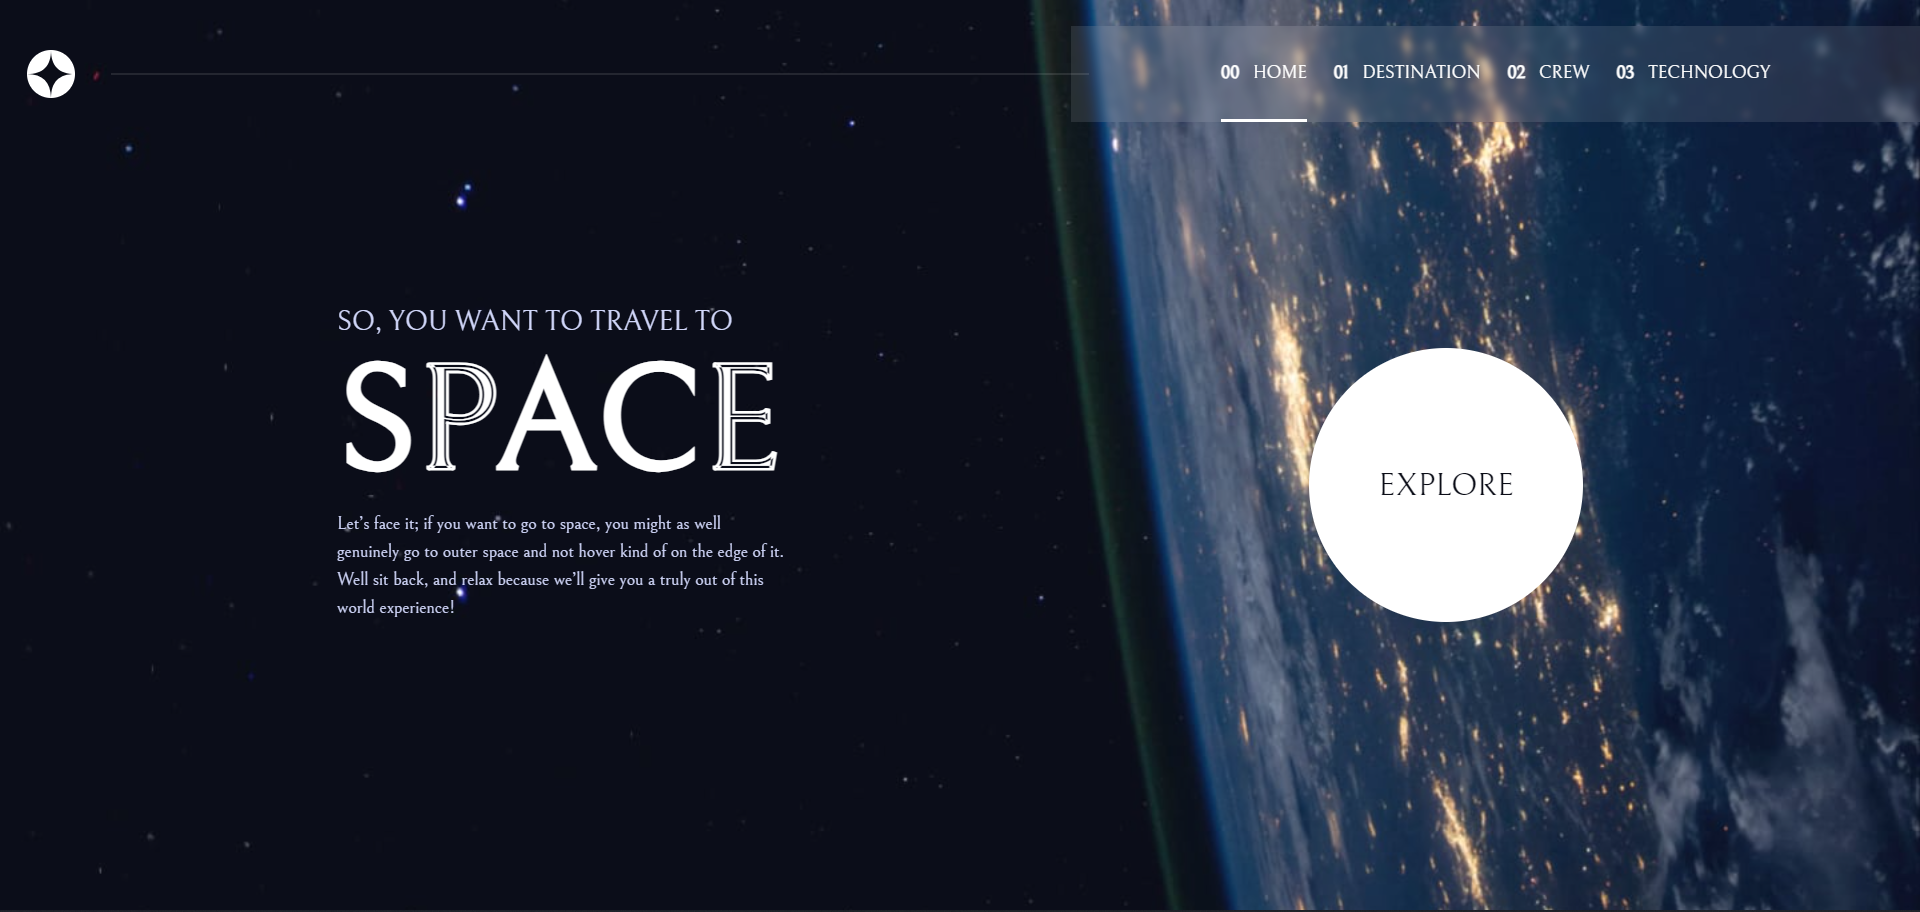 00 HOME 01 DESTINATION 02 CREW 03 TECHNOLOGY
SO, YOU WANT TO TRAVEL TO
SPACE
Let’s face it; if you want to go to space, you might as well
genuinely go to outer space and not hover kind of on the edge of it.
Well sit back, and relax because we’ll give you a truly out of this
world experience!
EXPLORE